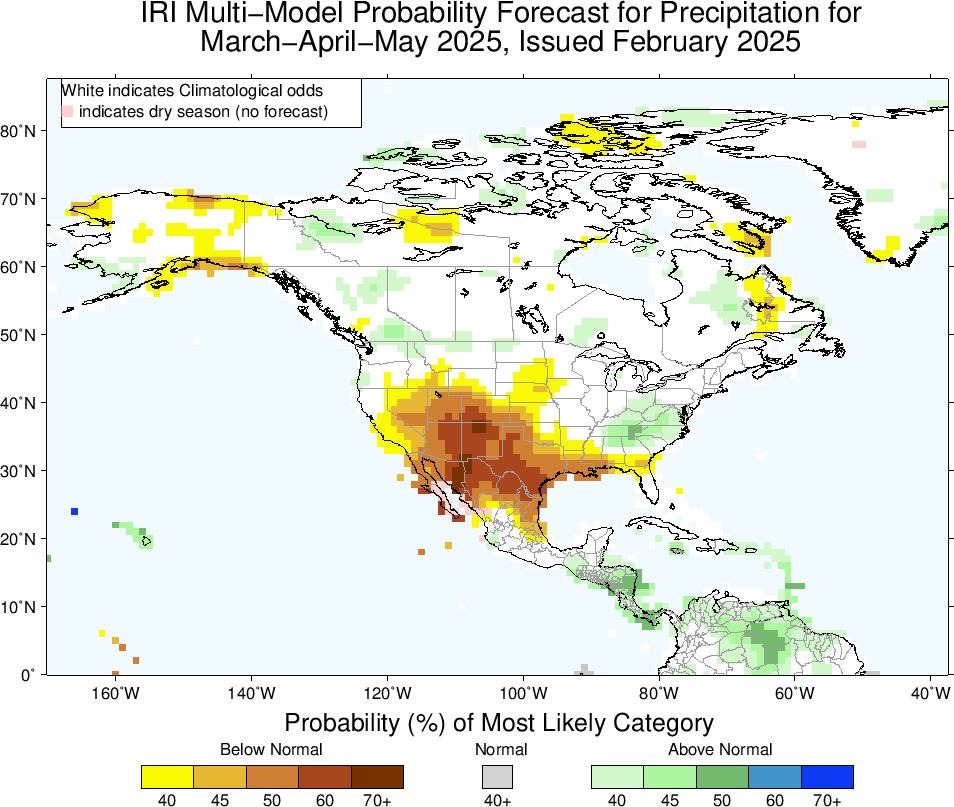 IRI Multi−Model Probability Forecast for Precipitation for
March−April−May 2025, Issued February 2025
White indicates Climatological odds
indicates dry season (no forecast)
80˚N
70˚N
60˚N
50˚N
40˚N
30˚N
20˚N
10˚N
0˚
160˚W 140˚W 120˚W 100˚W 80˚W 60˚W 40˚W
Probability (%) of Most Likely Category
Below Normal Normal Above Normal
40 45 50 60 70+ 40+ 40 45 50 60 70+